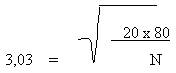 20 x 80
3,03 = √
N